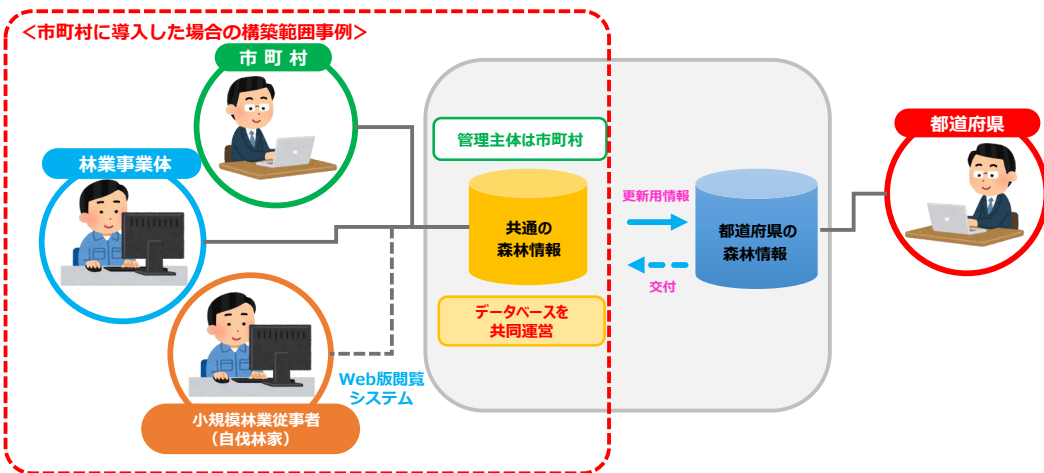 ＜市町村に導入した場合の構築範囲事例＞
市 町 村
林業事業体
小規模林業従事者
（自伐林家）
Web版閲覧
システム
管理主体は市町村
共通の
森林情報
データベースを
共同運営
更新用情報
交付
都道府県の
森林情報
都道府県